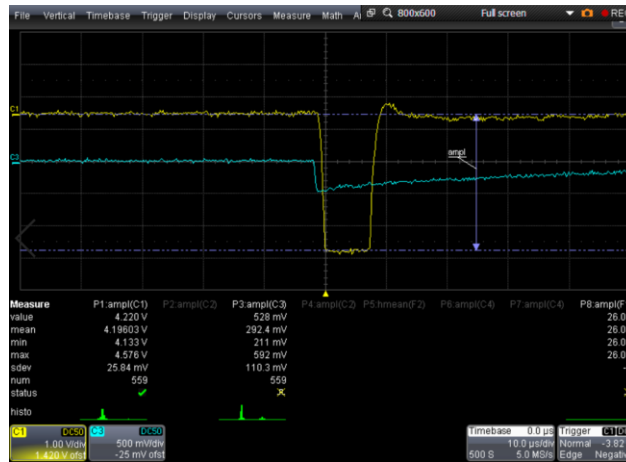 File Vertical Timebase Trigger Display Cursors Measure Math A 800x600 Full screen REC
C1
C3
ampl
Measure P1:ampl(C1) P2:ampl(C2) P3:ampl(C3) P4:ampl(C2) P5:hmean(F2) P6:ampl(C4) P7:ampl(C4) P8:ampl(F
value 4.220 V 528 mV 26.0
mean 4.19603 V 292.4 mV 26.0
min 4.133 V 211 mV 26.0
max 4.576 V 592 mV 26.0
sdev 25.84 mV 110.3 mV -
num 559 559
status
histo
C1 DC50 C3 DC50 Timebase 0.0 µs Trigger C1 DC
1.00 V/div 500 mV/div 10.0 µs/div Normal -3.82
1.420 V ofst -25 mV ofst 500 S 5.0 MS/s Edge Negativ